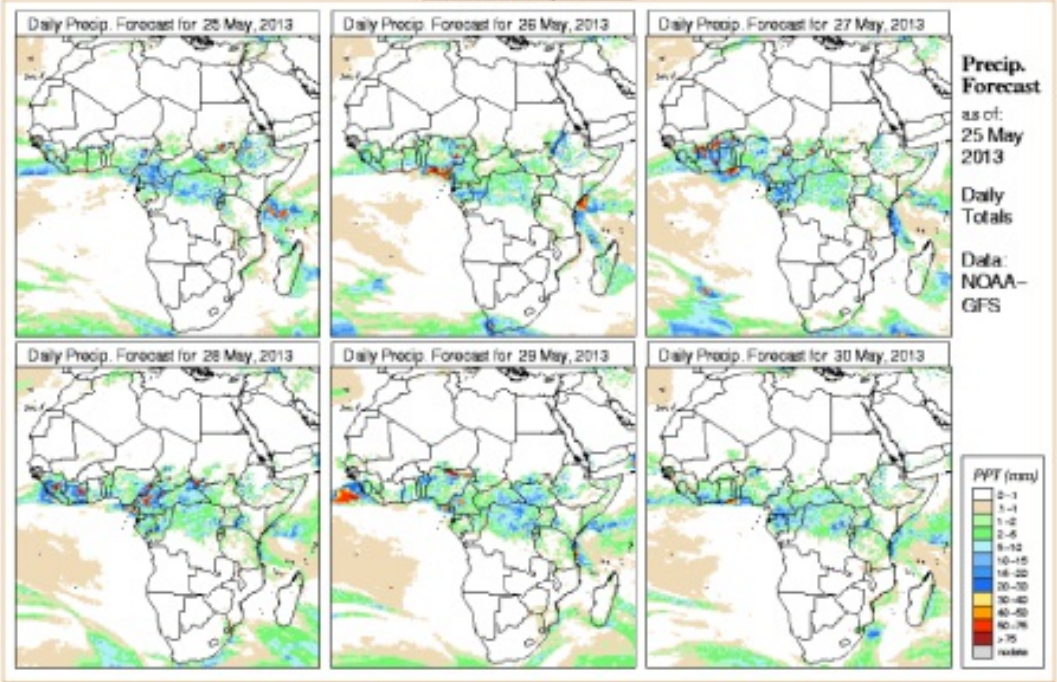 Daily Precip. Forecast for 25 May, 2013
Daily Precip. Forecast for 26 May, 2013
Daily Precip. Forecast for 27 May, 2013
Precip.
Forecast
as of:
25 May
2013
Daily
Totals
Data:
NOAA–
GFS
Daily Precip. Forecast for 28 May, 2013
Daily Precip. Forecast for 29 May, 2013
Daily Precip. Forecast for 30 May, 2013
PPT (mm)
1–2
2–5
5–10
10–15
15–20
20–30
30–40
40–50
50–75
>75
nodata